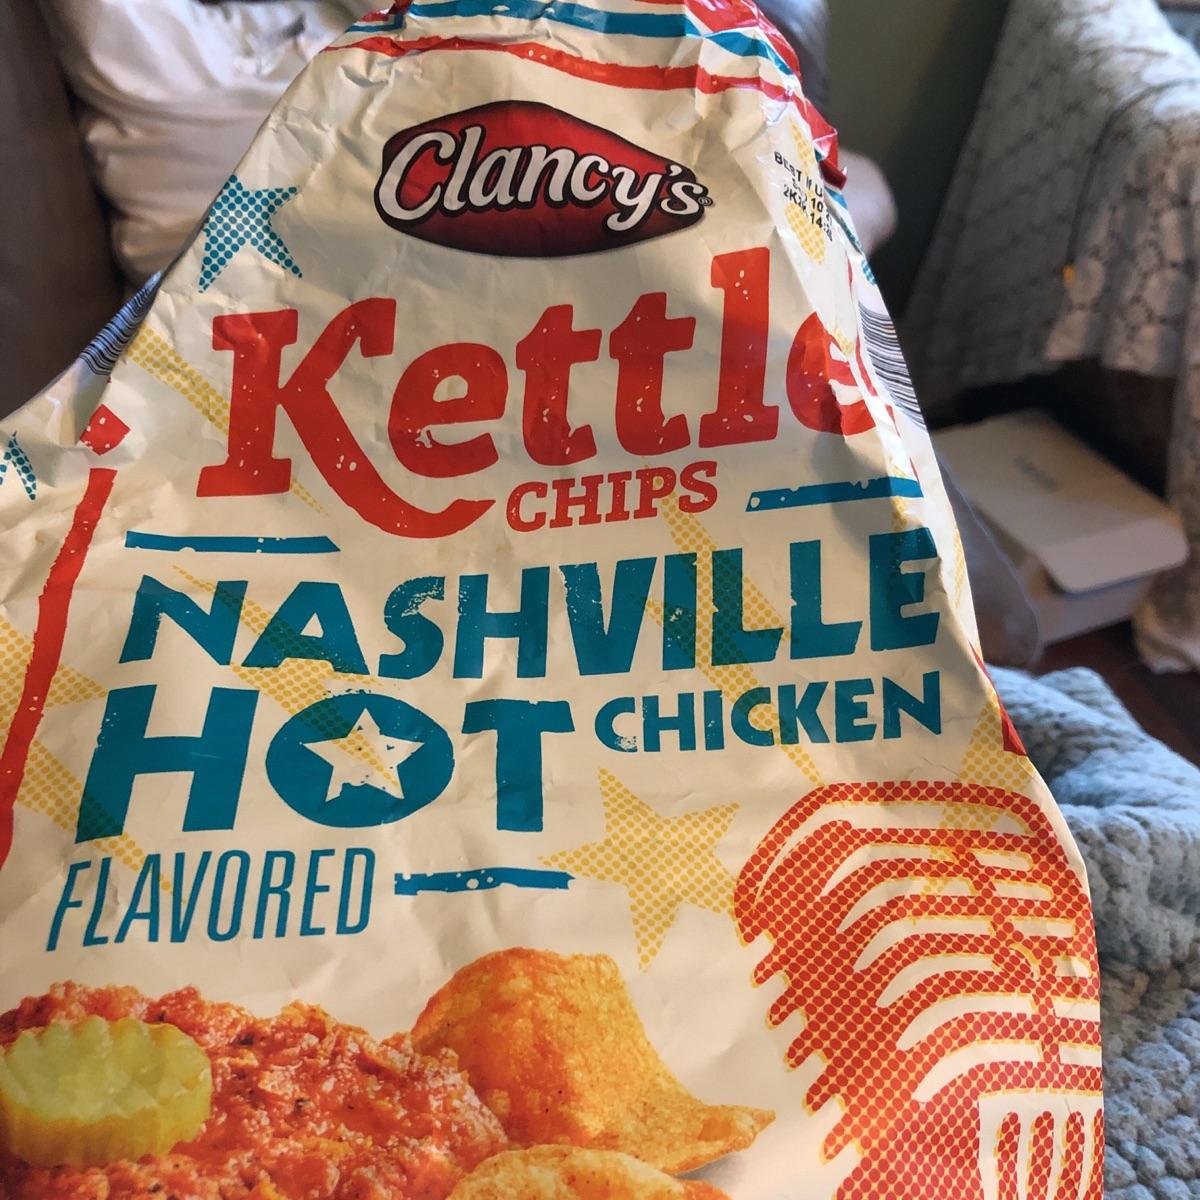 Clancy's®
Kettle
CHIPS
NASHVILLE
HOT CHICKEN
FLAVORED